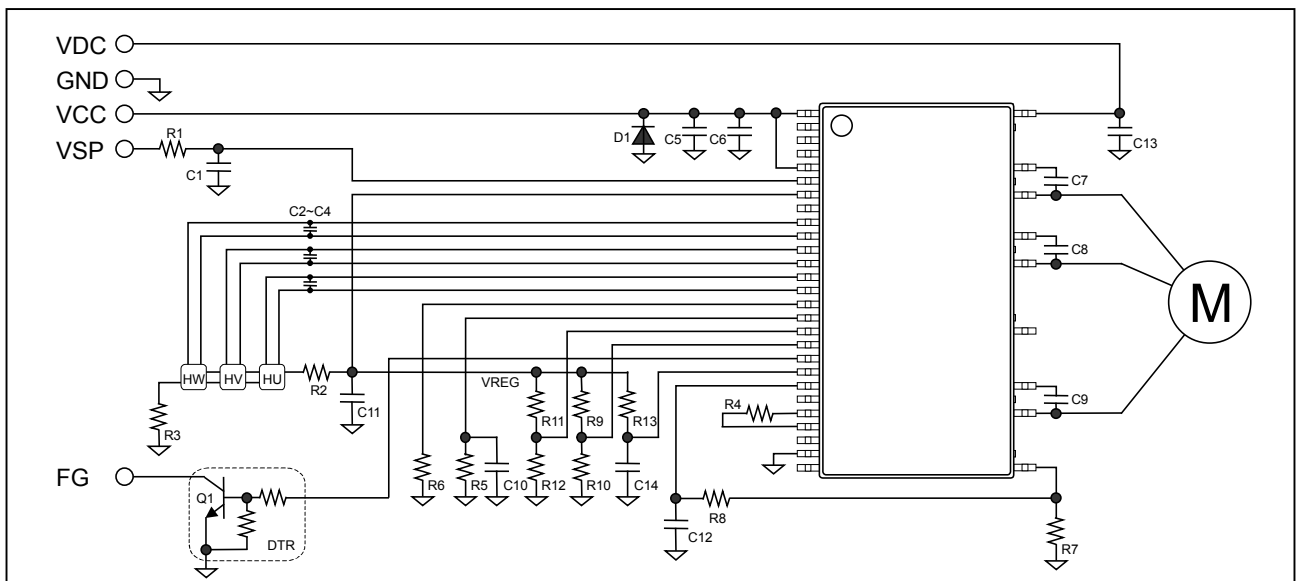 VDC
GND
VCC
VSP
R1
C1
D1
C5
C6
C13
C7
C2~C4
C8
M
HW
HV
HU
R2
VREG
C11
R11
R9
R13
R4
C9
R3
FG
Q1
DTR
R6
R5
C10
R12
R10
C14
R8
C12
R7